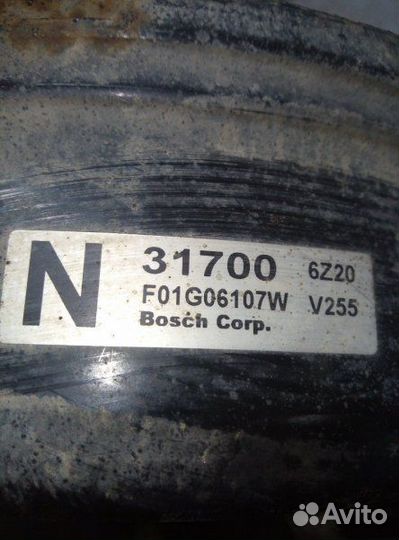 N 31700 6Z20
F01G06107W V255
Bosch Corp.
Avito